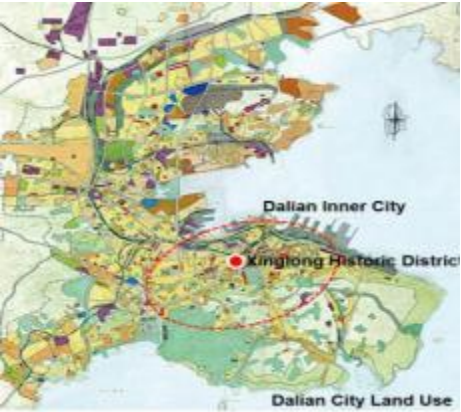 Dalian Inner City
Xinglong Historic District
Dalian City Land Use